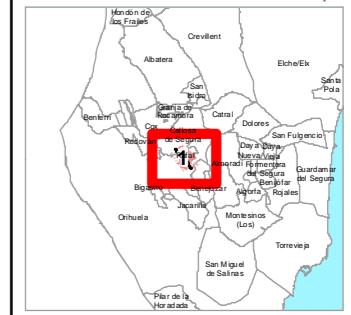 Hondón de
los Frailes
Crevillent
Albatera
Elche/Elx
San
Isidro
Santa
Pola
Granja de
Rocamora
Catral
Dolores
Cox
Callosa
de Segura
San Fulgencio
Redován
Daya
Nueva
Daya
Vieja
Rafal
1
Almoradí
Formentera
del Segura
Guardamar
del Segura
Benijófar
Bigastro
Benejúzar
Algorfa
Rojales
Jacarilla
Orihuela
Montesinos
(Los)
Torrevieja
San Miguel
de Salinas
Pilar de la
Horadada